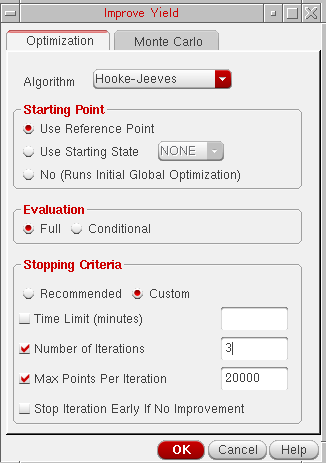 Improve Yield
Optimization Monte Carlo
Algorithm Hooke-Jeeves
Starting Point
Use Reference Point
Use Starting State NONE
No (Runs Initial Global Optimization)
Evaluation
Full Conditional
Stopping Criteria
Recommended Custom
Time Limit (minutes)
Number of Iterations 3
Max Points Per Iteration 20000
Stop Iteration Early If No Improvement
OK Cancel Help